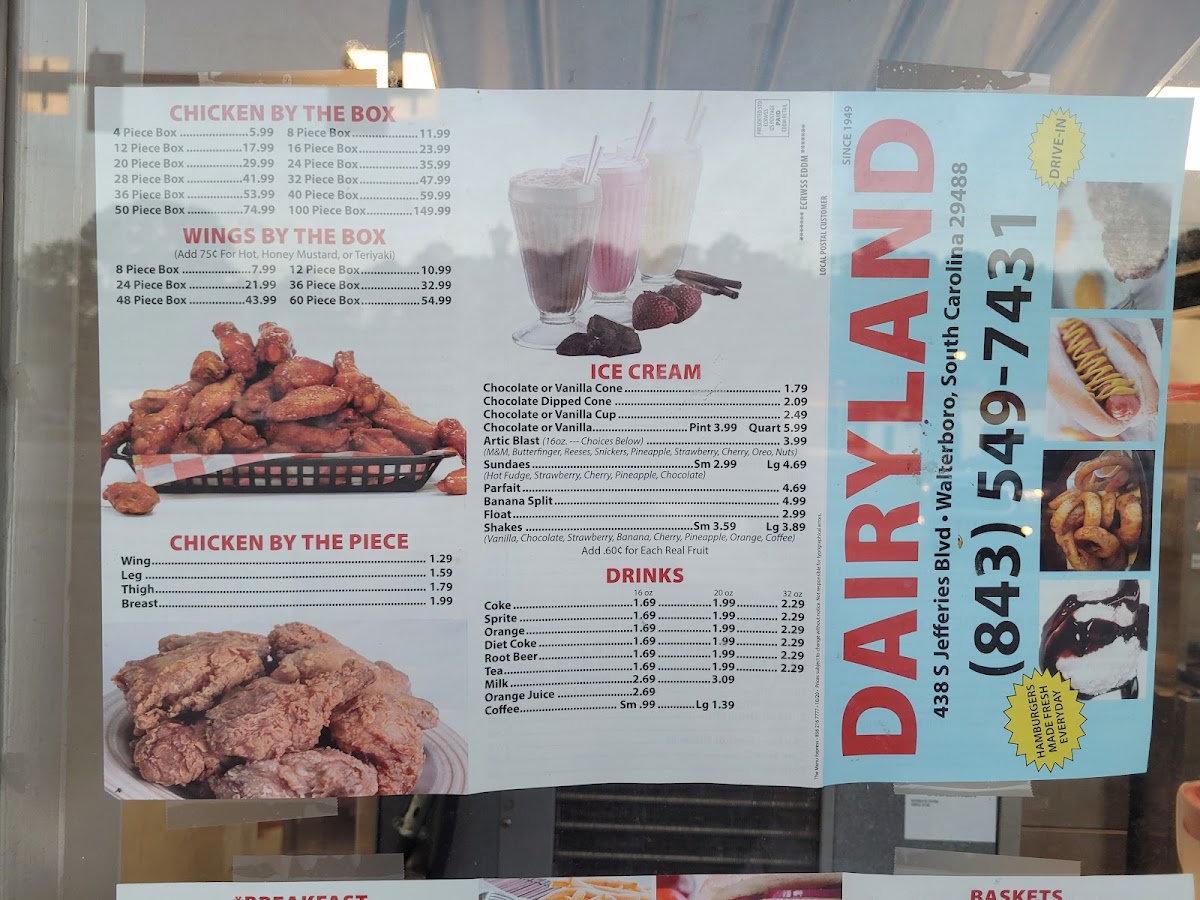 CHICKEN BY THE BOX
4 Piece Box ........................5.99 8 Piece Box....................11.99
12 Piece Box ...................17.99 16 Piece Box...................23.99
20 Piece Box ...................29.99 24 Piece Box...................35.99
28 Piece Box ...................41.99 32 Piece Box...................47.99
36 Piece Box ...................53.99 40 Piece Box...................59.99
50 Piece Box ...................74.99 100 Piece Box...............149.99
WINGS BY THE BOX
(Add 75¢ For Hot, Honey Mustard, or Teriyaki)
8 Piece Box ........................7.99 12 Piece Box...................10.99
24 Piece Box ...................21.99 36 Piece Box...................32.99
48 Piece Box ...................43.99 60 Piece Box...................54.99
CHICKEN BY THE PIECE
Wing........................ 1.29
Leg ........................ 1.59
Thigh........................ 1.79
Breast........................ 1.99
ICE CREAM
Chocolate or Vanilla Cone ........................ 1.79
Chocolate Dipped Cone ........................ 2.09
Chocolate or Vanilla Cup ........................ 2.49
Chocolate or Vanilla........................ Pint 3.99 Quart 5.99
Artic Blast (16oz. --- Choices Below) ........................ 3.99
(M&M, Butterfinger, Reeses, Snickers, Pineapple, Strawberry, Cherry, Oreo, Nuts)
Sundaes ........................Sm 2.99 Lg 4.69
(Hot Fudge, Strawberry, Cherry, Pineapple, Chocolate)
Parfait........................ 4.69
Banana Split........................ 4.99
Float........................ 2.99
Shakes ........................Sm 3.59 Lg 3.89
(Vanilla, Chocolate, Strawberry, Banana, Cherry, Pineapple, Orange, Coffee)
Add .60¢ for Each Real Fruit
DRINKS
16 oz 20 oz 32 oz
Coke ........................1.69 ........................1.99 ........................ 2.29
Sprite ........................1.69 ........................1.99 ........................ 2.29
Orange........................1.69 ........................1.99 ........................ 2.29
Diet Coke ........................1.69 ........................1.99 ........................ 2.29
Root Beer........................1.69 ........................1.99 ........................ 2.29
Tea........................1.69 ........................1.99 ........................ 2.29
Milk ........................2.69 ........................3.09
Orange Juice ........................2.69
Coffee........................ Sm .99 ...........Lg 1.39
******* ECRWSS EDDM *******
LOCAL POSTAL CUSTOMER
SINCE 1949
DAIRYLAND
438 S Jefferies Blvd • Walterboro, South Carolina 29488
(843) 549-7431
DRIVE-IN
HAMBURGERS
MADE FRESH
EVERYDAY
*BREAKFAST
BASKETS